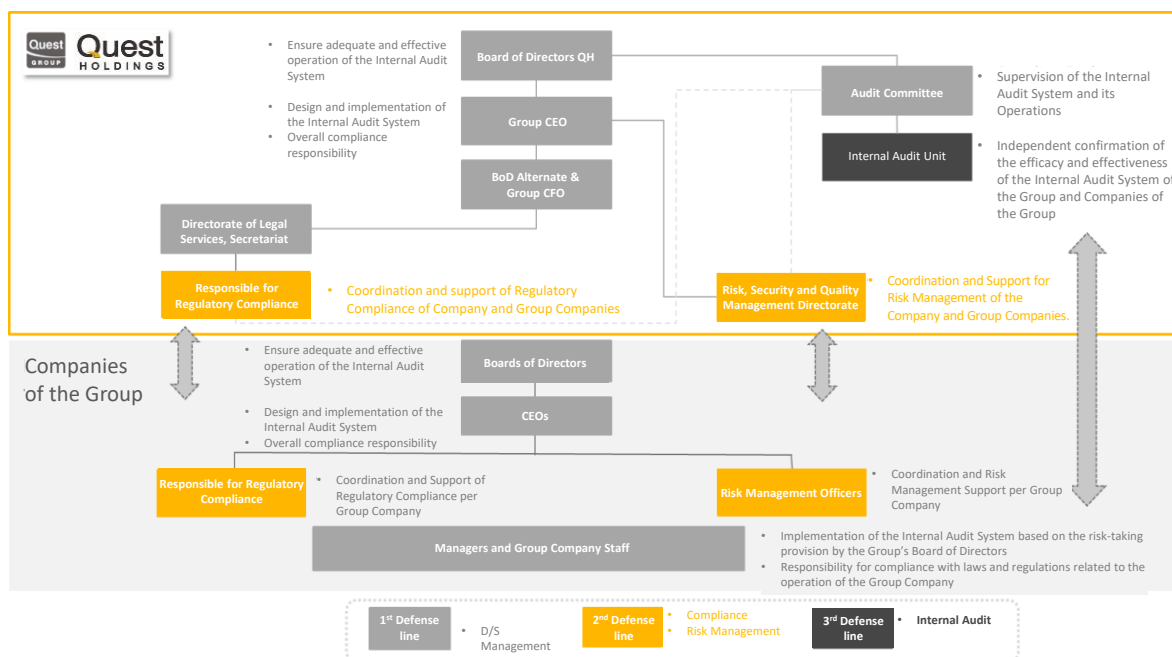 Quest
GROUP
Quest
HOLDINGS
• Ensure adequate and effective
operation of the Internal Audit
System
Board of Directors QH
Audit Committee
• Supervision of the Internal
Audit System and its
Operations
• Design and implementation of
the Internal Audit System
• Overall compliance
responsibility
Group CEO
Internal Audit Unit
• Independent confirmation of
the efficacy and effectiveness
of the Internal Audit System of
the Group and Companies of
the Group
BoD Alternate &
Group CFO
Directorate of Legal
Services, Secretariat
Responsible for
Regulatory Compliance
• Coordination and support of Regulatory
Compliance of Company and Group Companies
Risk, Security and Quality
Management Directorate
• Coordination and Support for
Risk Management of the
Company and Group Companies.
Companies
of the Group
• Ensure adequate and effective
operation of the Internal Audit
System
Boards of Directors
• Design and implementation of the
Internal Audit System
• Overall compliance responsibility
CEOs
Responsible for Regulatory
Compliance
• Coordination and Support of
Regulatory Compliance per
Group Company
Risk Management Officers
• Coordination and Risk
Management Support per Group
Company
Managers and Group Company Staff
• Implementation of the Internal Audit System based on the risk-taking
provision by the Group's Board of Directors
• Responsibility for compliance with laws and regulations related to the
operation of the Group Company
1st Defense
line
• D/S
Management
2nd Defense
line
• Compliance
• Risk Management
3rd Defense
line
• Internal Audit